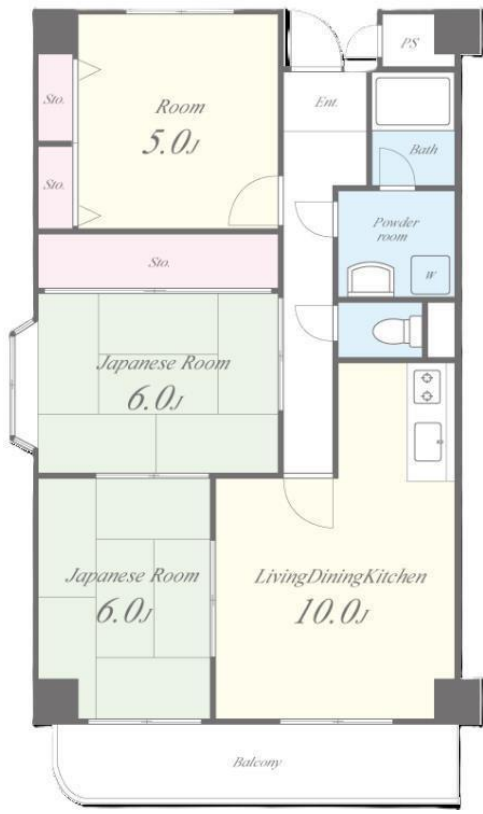 PS
Sto.
Room
5.0J
Ent.
Bath
Sto.
Powder
room
W
Sto.
Japanese Room
6.0J
Japanese Room
6.0J
LivingDiningKitchen
10.0J
Balcony